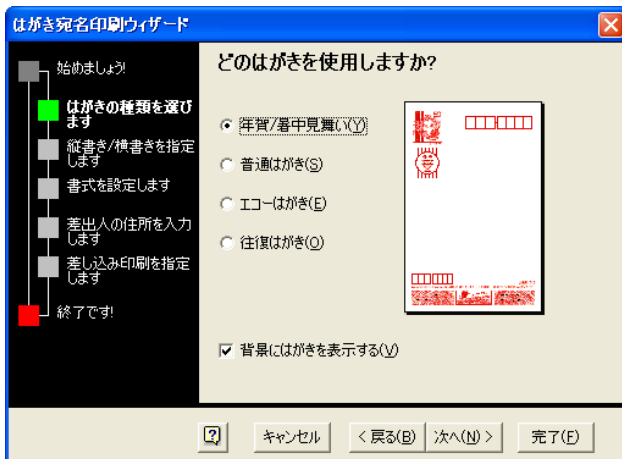 はがき宛名印刷ウィザード
始めましょう!
はがきの種類を選び
ます
縦書き/横書きを指定
します
書式を設定します
差出人の住所を入力
します
差し込み印刷を指定
します
終了です!
どのはがきを使用しますか?
年賀/暑中見舞い(Y)
普通はがき(S)
エコーはがき(E)
往復はがき(O)
背景にはがきを表示する(V)
キャンセル
< 戻る(B)
次へ(N) >
完了(F)